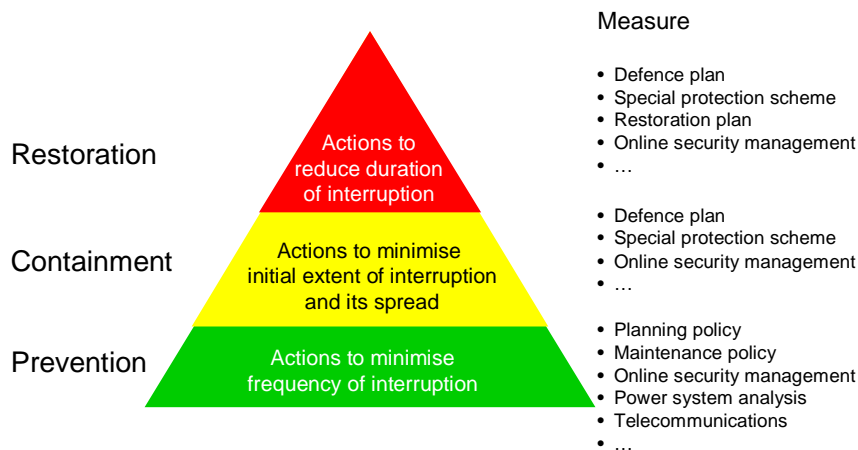 Measure
Restoration
Actions to
reduce duration
of interruption
• Defence plan
• Special protection scheme
• Restoration plan
• Online security management
• …
Containment
Actions to minimise
initial extent of interruption
and its spread
• Defence plan
• Special protection scheme
• Online security management
• …
Prevention
Actions to minimise
frequency of interruption
• Planning policy
• Maintenance policy
• Online security management
• Power system analysis
• Telecommunications
• …